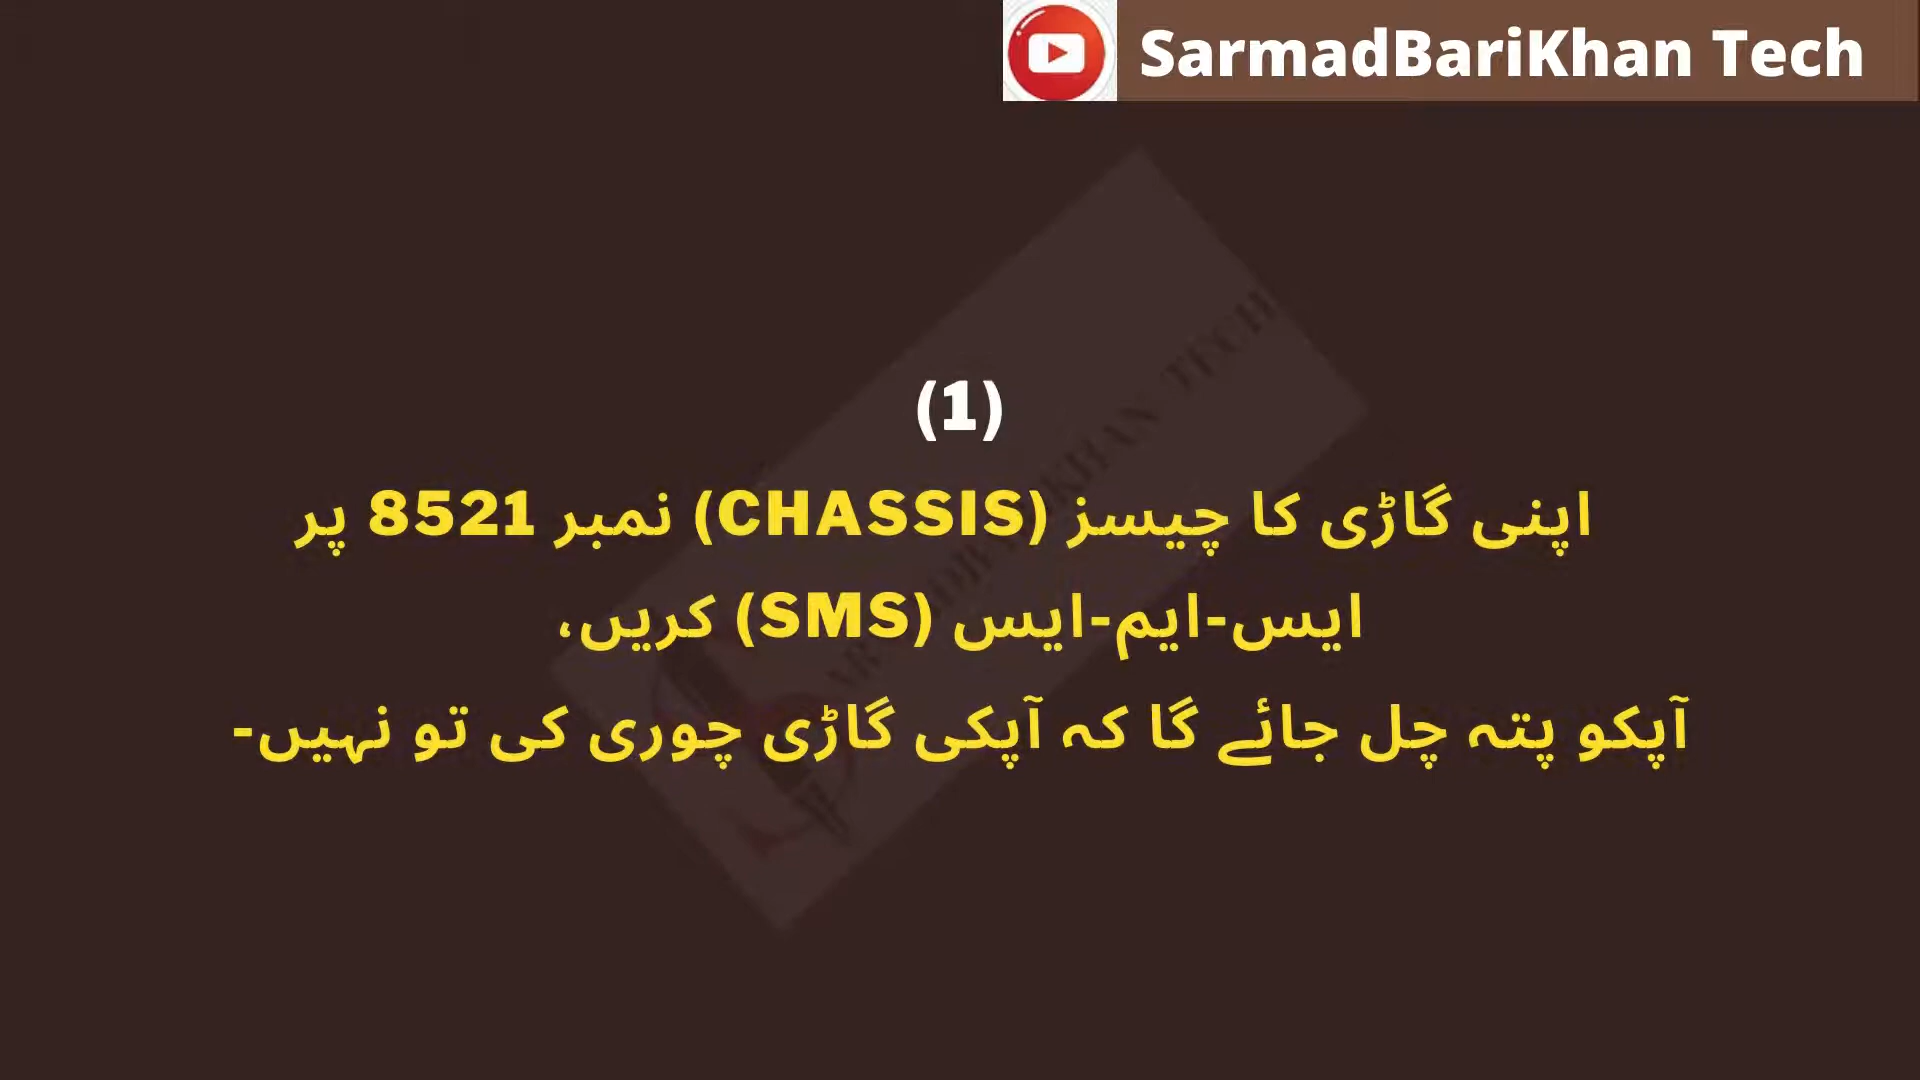 SarmadBariKhan Tech
(1)
اپنی گاڑی کا چیسز (CHASSIS) نمبر 8521 پر
ایس-ایم-ایس (SMS) کریں،
آپکو پتہ چل جائے گا کہ آپکی گاڑی چوری کی تو نہیں-